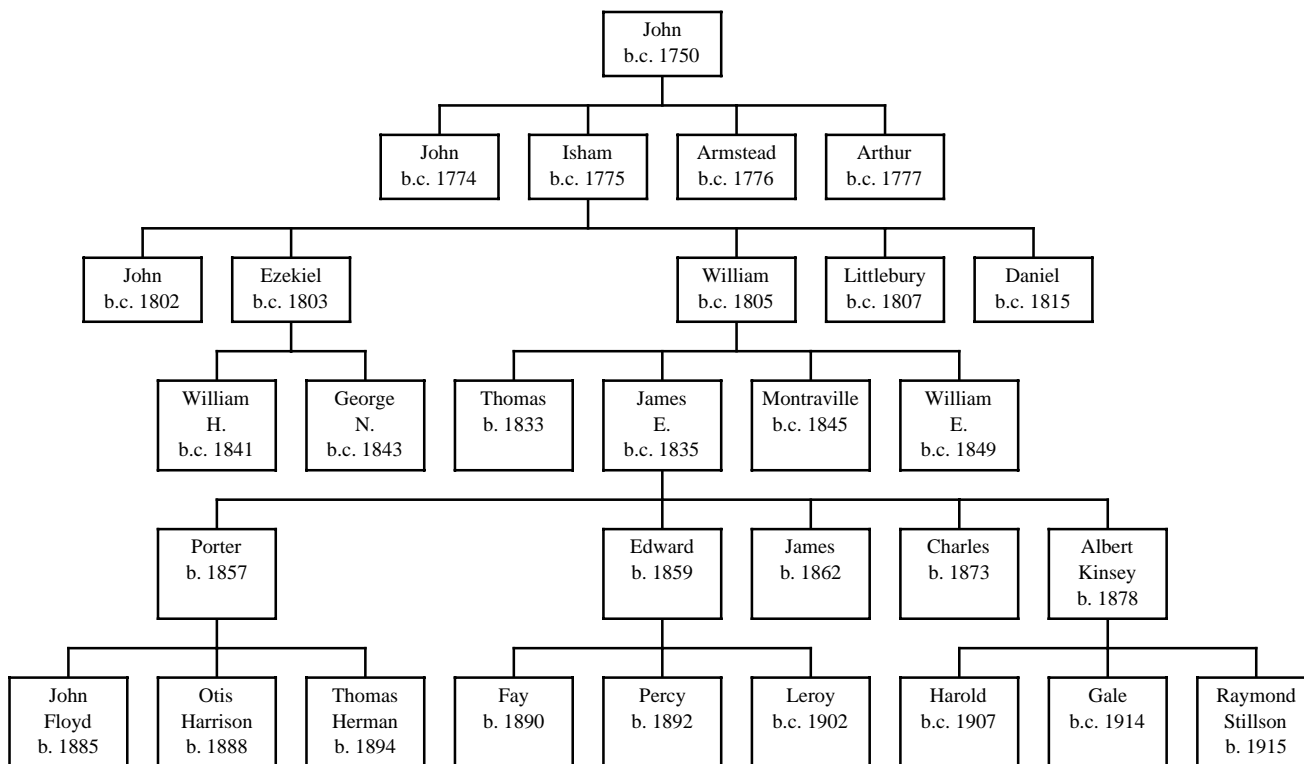 John
b.c. 1750
John
b.c. 1774
Isham
b.c. 1775
Armstead
b.c. 1776
Arthur
b.c. 1777
John
b.c. 1802
Ezekiel
b.c. 1803
William
b.c. 1805
Littlebury
b.c. 1807
Daniel
b.c. 1815
William
H.
b.c. 1841
George
N.
b.c. 1843
Thomas
b. 1833
James
E.
b.c. 1835
Montraville
b.c. 1845
William
E.
b.c. 1849
Porter
b. 1857
Edward
b. 1859
James
b. 1862
Charles
b. 1873
Albert
Kinsey
b. 1878
John
Floyd
b. 1885
Otis
Harrison
b. 1888
Thomas
Herman
b. 1894
Fay
b. 1890
Percy
b. 1892
Leroy
b.c. 1902
Harold
b.c. 1907
Gale
b.c. 1914
Raymond
Stillson
b. 1915